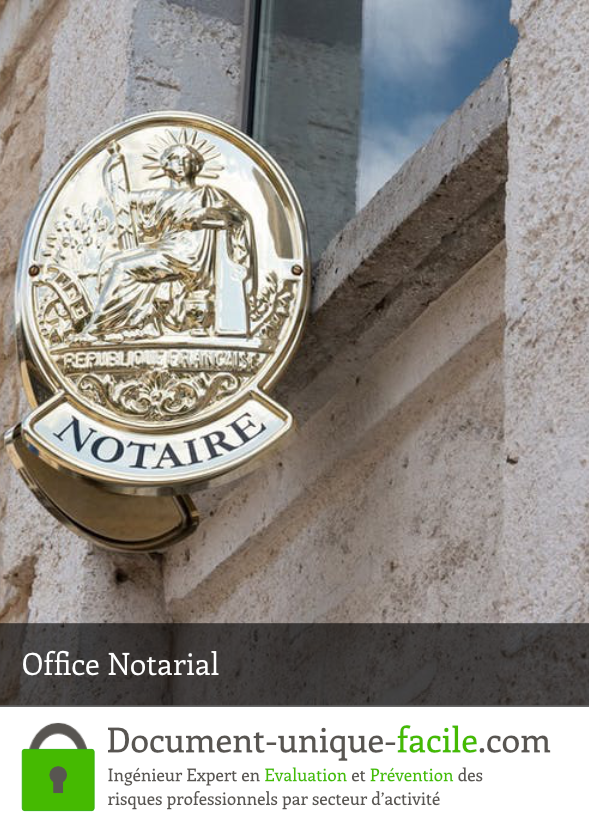 REPUBLIQUE FRANÇAISE
NOTAIRE
Office Notarial
Document-unique-facile.com
Ingénieur Expert en Evaluation et Prévention des
risques professionnels par secteur d'activité